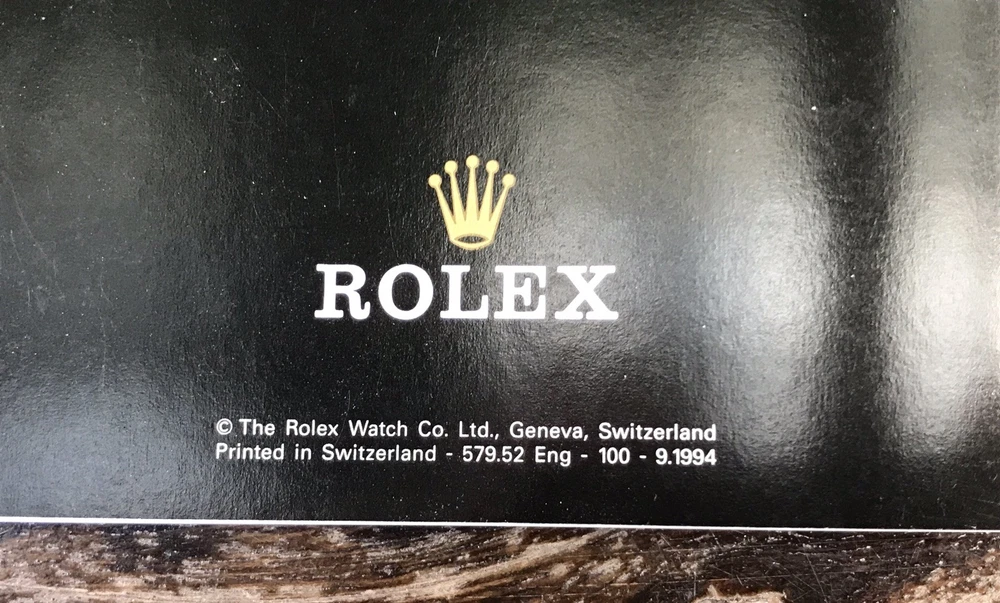 ROLEX
© The Rolex Watch Co. Ltd., Geneva, Switzerland
Printed in Switzerland - 579.52 Eng - 100 - 9.1994